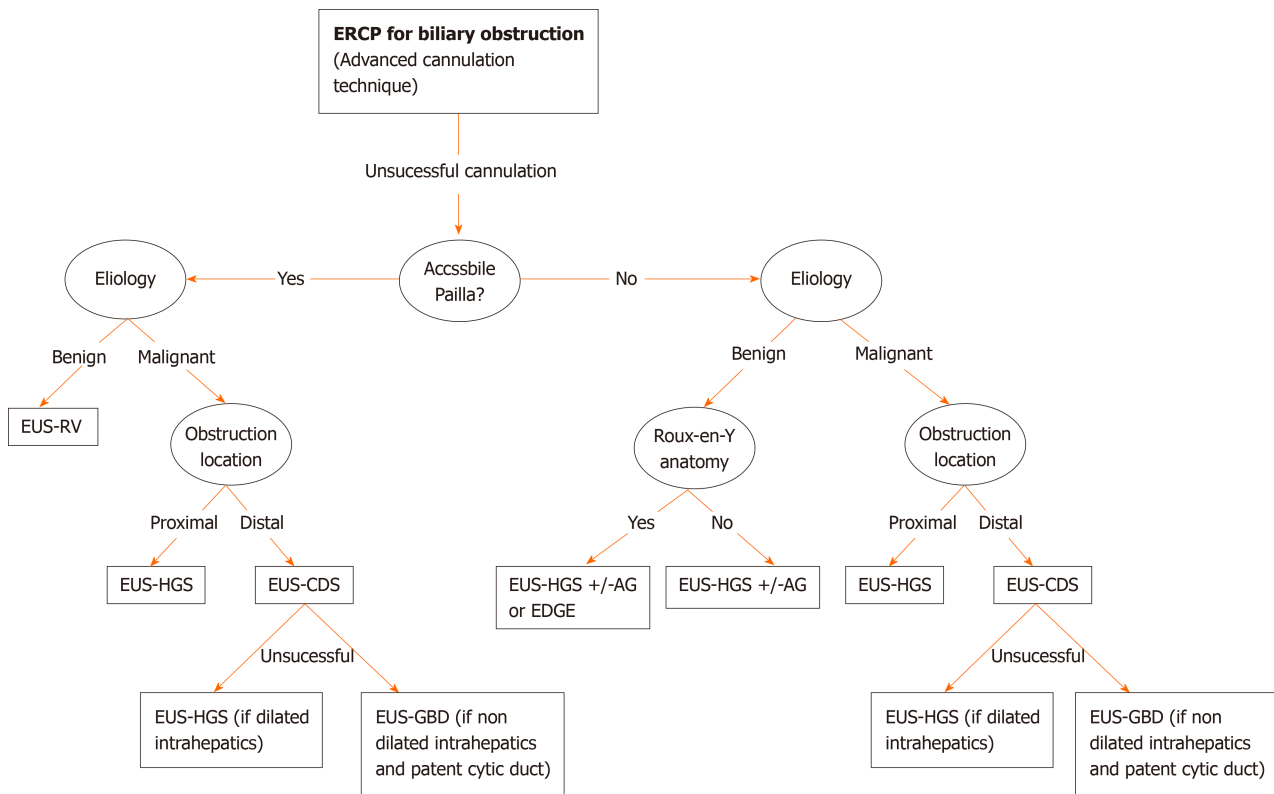 ERCP for biliary obstruction
(Advanced cannulation
technique)
Unsucessful cannulation
Eliology
Yes
Accssbile
Pailla?
No
Eliology
Benign
Malignant
Benign
Malignant
EUS-RV
Obstruction
location
Roux-en-Y
anatomy
Obstruction
location
Proximal
Distal
Yes
No
Proximal
Distal
EUS-HGS
EUS-CDS
EUS-HGS +/-AG
or EDGE
EUS-HGS +/-AG
EUS-HGS
EUS-CDS
Unsucessful
Unsucessful
EUS-HGS (if dilated
intrahepatics)
EUS-GBD (if non
dilated intrahepatics
and patent cytic duct)
EUS-HGS (if dilated
intrahepatics)
EUS-GBD (if non
dilated intrahepatics
and patent cytic duct)